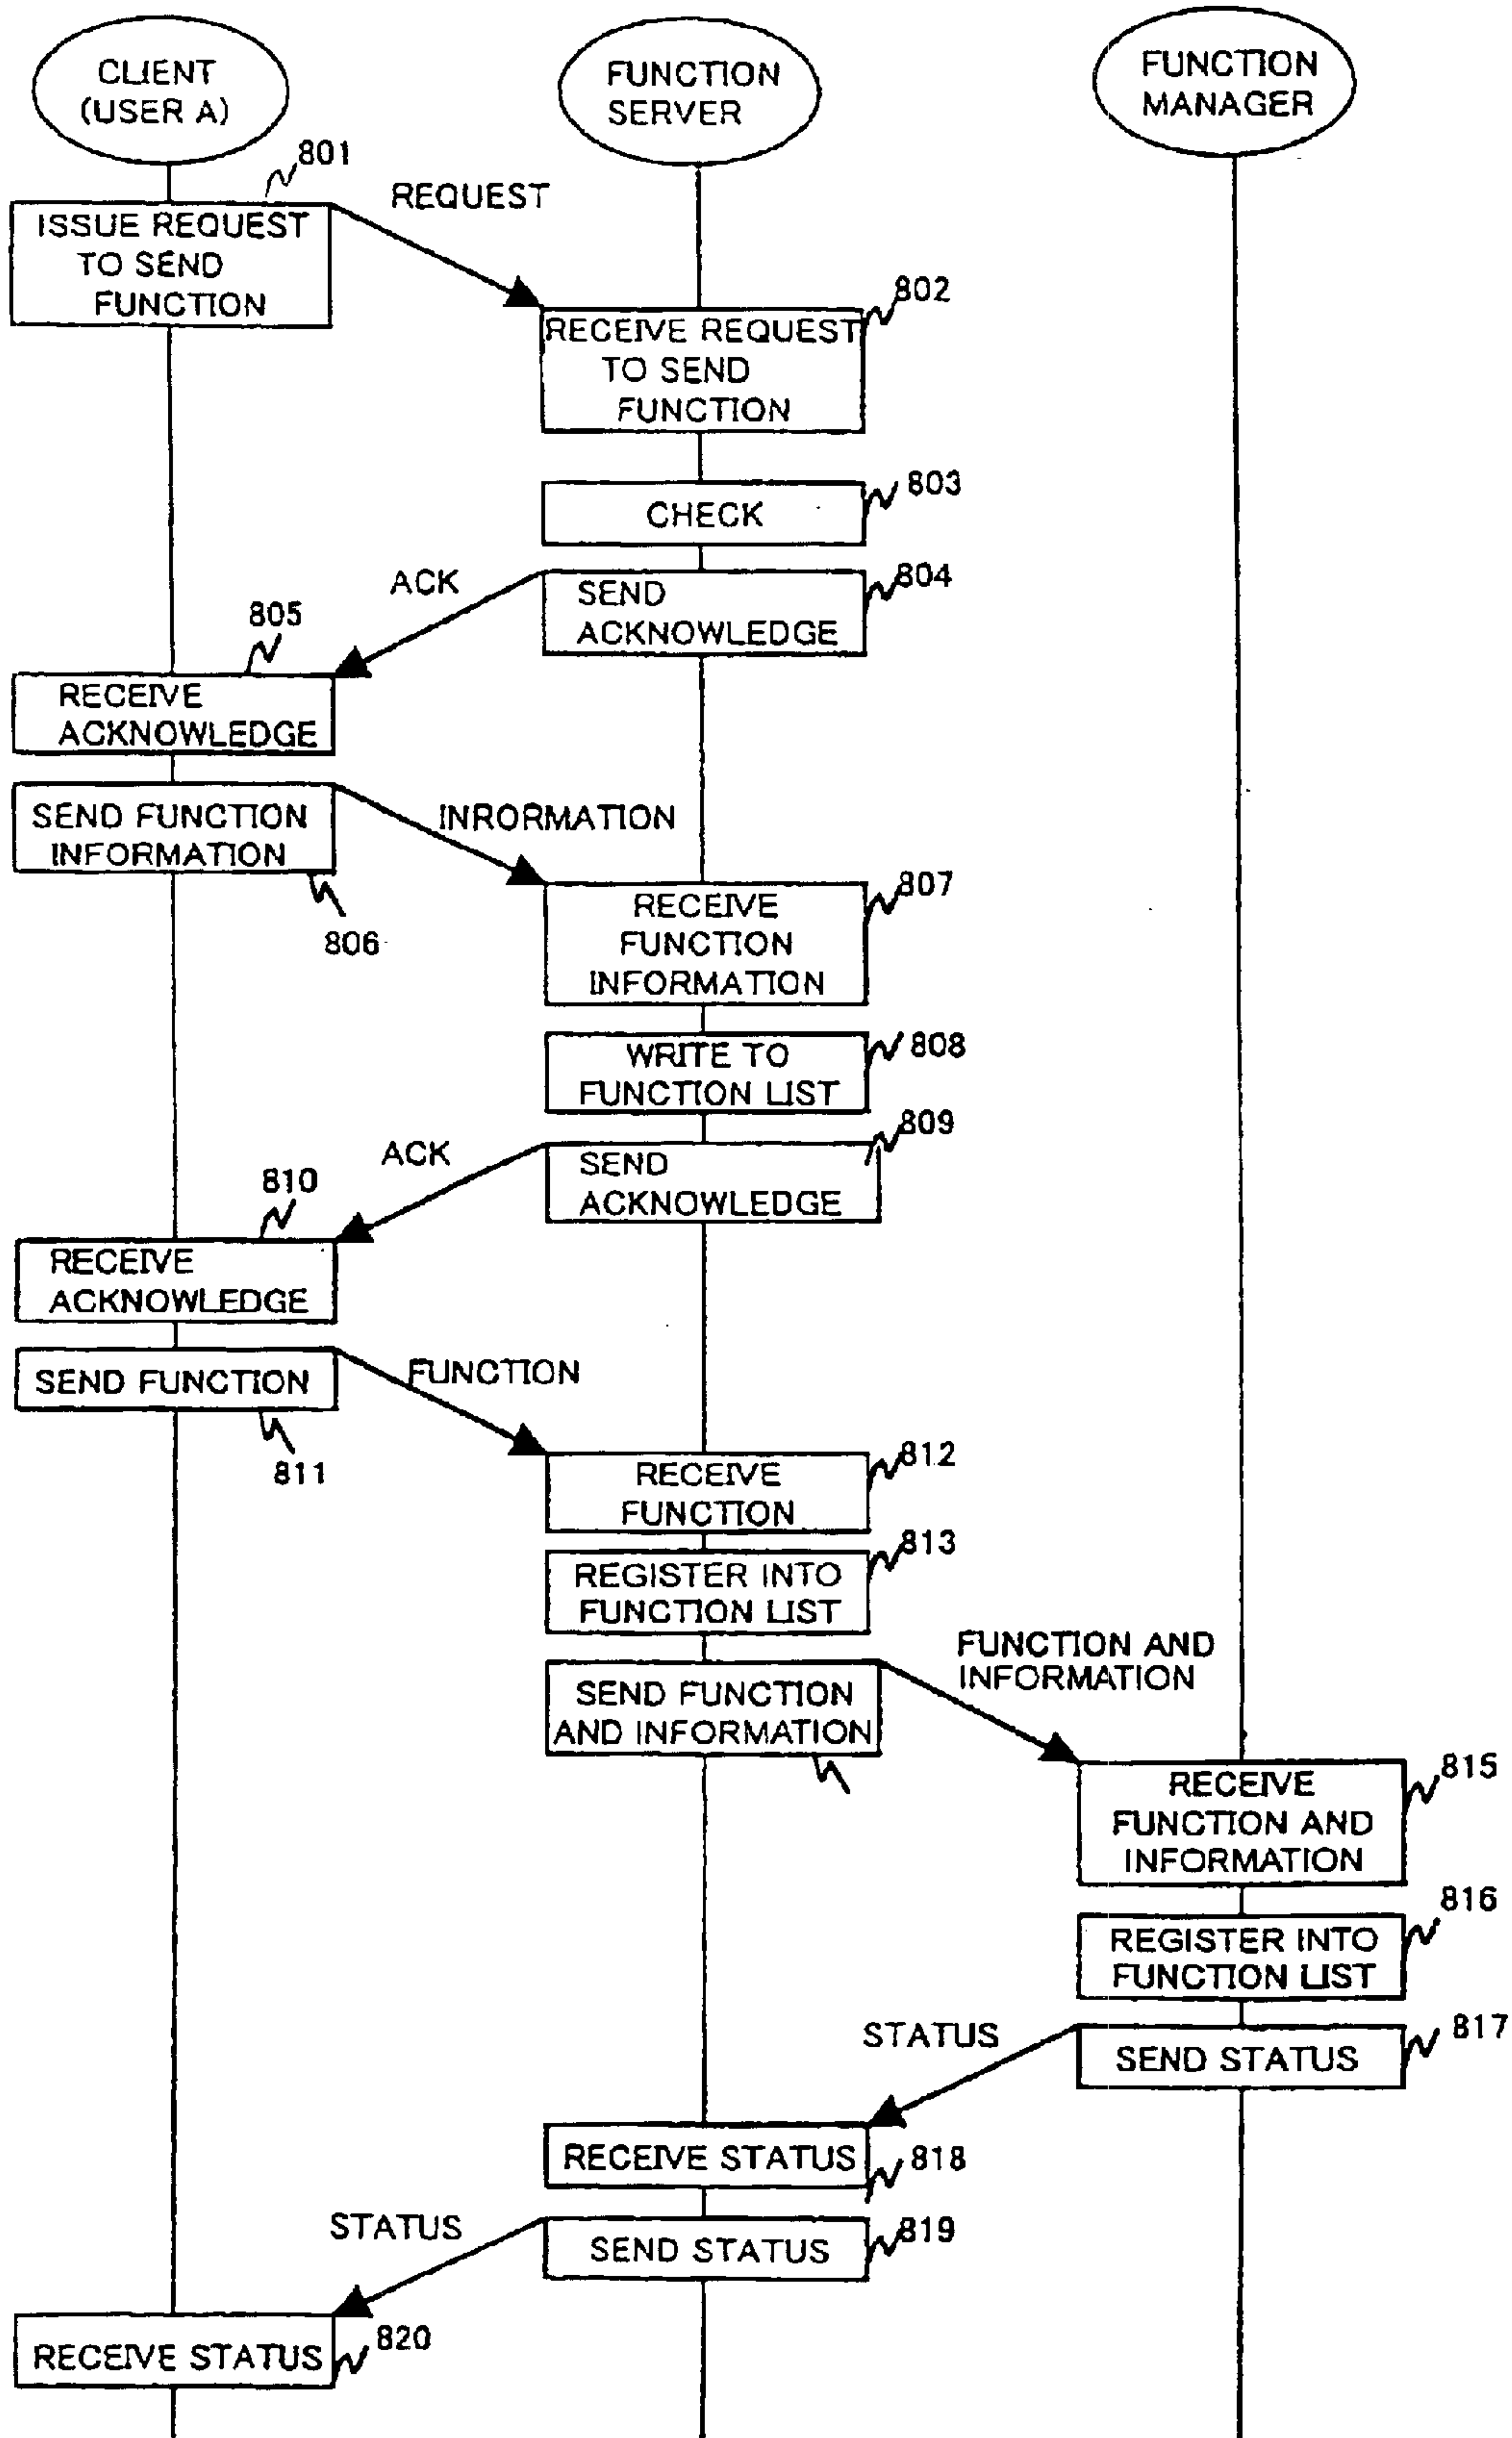 CLIENT
(USER A)
FUNCTION
SERVER
FUNCTION
MANAGER
801
REQUEST
ISSUE REQUEST
TO SEND
FUNCTION
802
RECEIVE REQUEST
TO SEND
FUNCTION
803
CHECK
ACK
804
SEND
ACKNOWLEDGE
805
RECEIVE
ACKNOWLEDGE
SEND FUNCTION
INFORMATION
INRORMATION
806
807
RECEIVE
FUNCTION
INFORMATION
808
WRITE TO
FUNCTION LIST
809
ACK
SEND
ACKNOWLEDGE
810
RECEIVE
ACKNOWLEDGE
SEND FUNCTION
FUNCTION
811
812
RECEIVE
FUNCTION
813
REGISTER INTO
FUNCTION LIST
FUNCTION AND
INFORMATION
SEND FUNCTION
AND INFORMATION
815
RECEIVE
FUNCTION AND
INFORMATION
816
REGISTER INTO
FUNCTION LIST
STATUS
817
SEND STATUS
RECEIVE STATUS
818
STATUS
819
SEND STATUS
820
RECEIVE STATUS